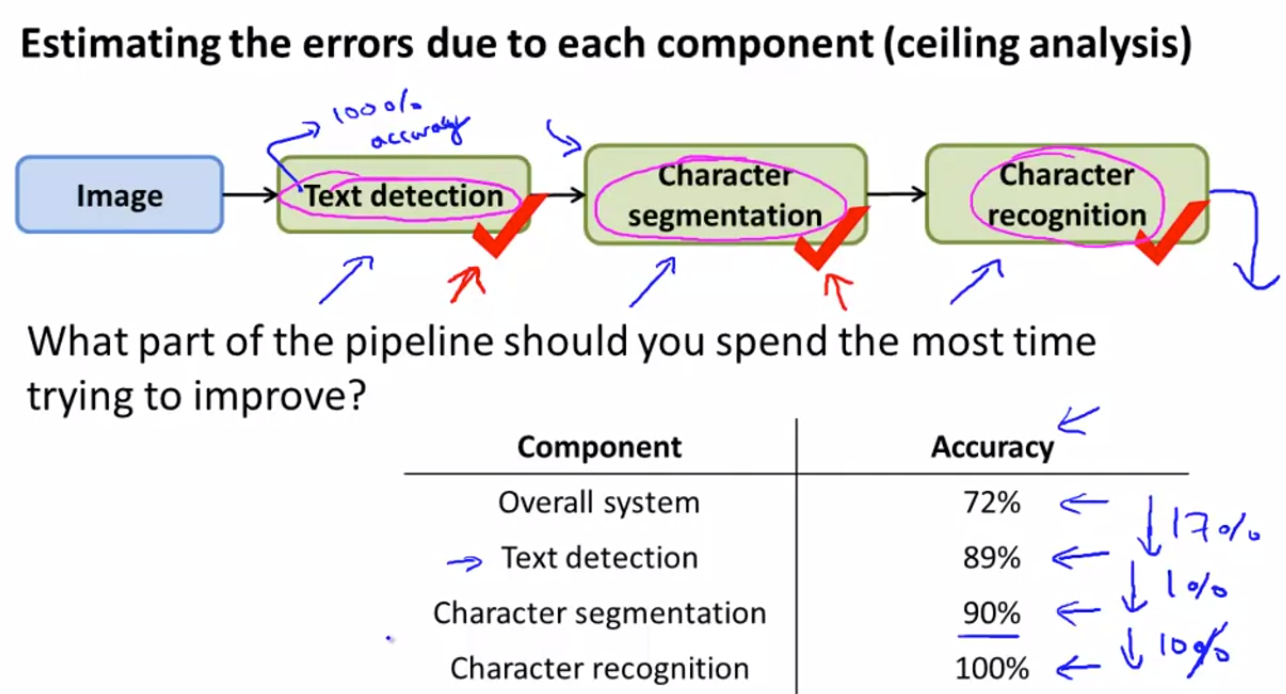 Estimating the errors due to each component (ceiling analysis)
100%
accuracy
Image
Text detection
Character
segmentation
Character
recognition
What part of the pipeline should you spend the most time
trying to improve?
Component Accuracy
Overall system 72%
17%
Text detection 89%
1%
Character segmentation 90%
10%
Character recognition 100%